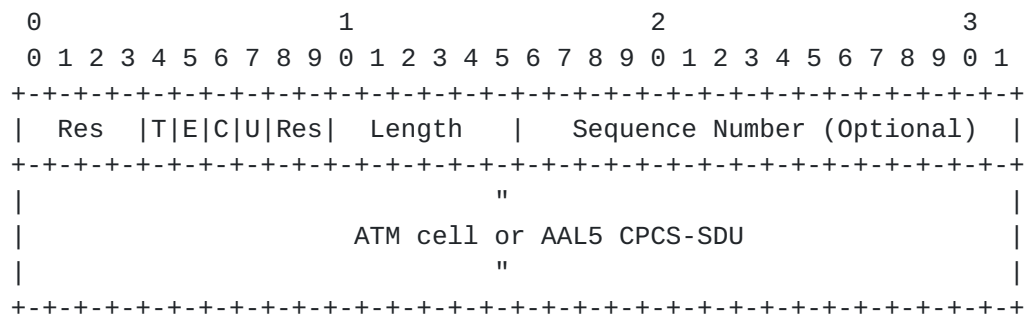 0                   1                   2                   3
 0 1 2 3 4 5 6 7 8 9 0 1 2 3 4 5 6 7 8 9 0 1 2 3 4 5 6 7 8 9 0 1
+-+-+-+-+-+-+-+-+-+-+-+-+-+-+-+-+-+-+-+-+-+-+-+-+-+-+-+-+-+-+-+-+
|  Res  |T|E|C|U|Res|  Length   |   Sequence Number (Optional)  |
+-+-+-+-+-+-+-+-+-+-+-+-+-+-+-+-+-+-+-+-+-+-+-+-+-+-+-+-+-+-+-+-+
|                              "                                |
|                     ATM cell or AAL5 CPCS-SDU                 |
|                              "                                |
+-+-+-+-+-+-+-+-+-+-+-+-+-+-+-+-+-+-+-+-+-+-+-+-+-+-+-+-+-+-+-+-+